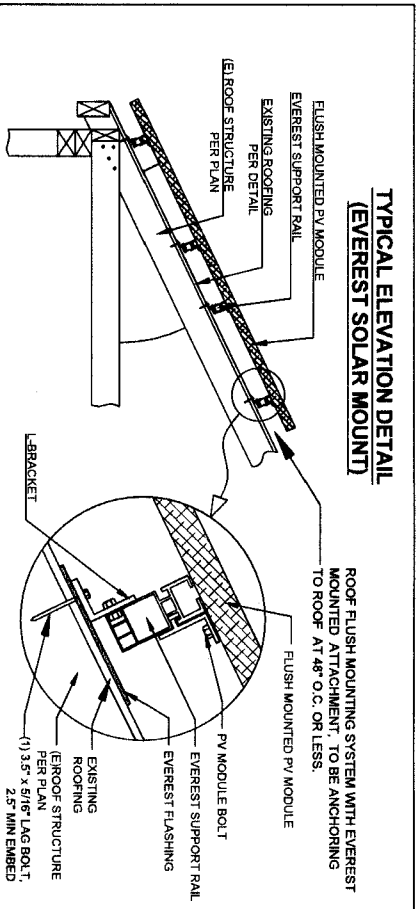 TYPICAL ELEVATION DETAIL
(EVEREST SOLAR MOUNT)
ROOF FLUSH MOUNTING SYSTEM WITH EVEREST
MOUNTED ATTACHMENT, TO BE ANCHORING
TO ROOF AT 48" O.C. OR LESS.
FLUSH MOUNTED PV MODULE
EVEREST SUPPORT RAIL
EXISTING ROOFING
PER DETAIL
(E) ROOF STRUCTURE
PER PLAN
FLUSH MOUNTED PV MODULE
PV MODULE BOLT
EVEREST SUPPORT RAIL
EVEREST FLASHING
EXISTING
ROOFING
(E)ROOF STRUCTURE
PER PLAN
(1) 3.5" x 5/16" LAG BOLT,
2.5" MIN EMBED
L-BRACKET